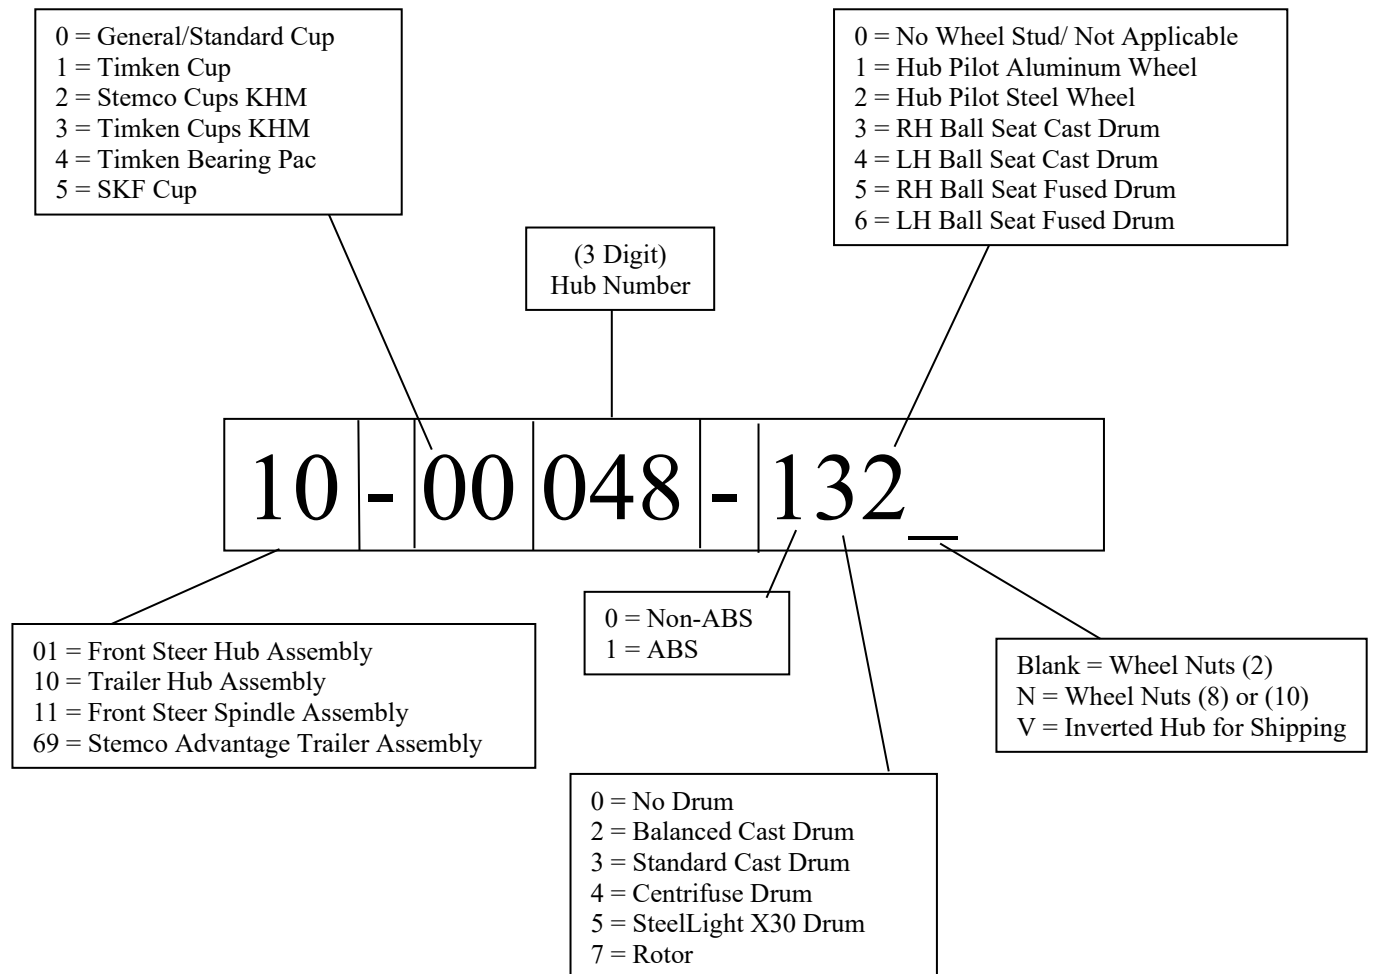 0 = General/Standard Cup
1 = Timken Cup
2 = Stemco Cups KHM
3 = Timken Cups KHM
4 = Timken Bearing Pac
5 = SKF Cup
(3 Digit)
Hub Number
0 = No Wheel Stud/ Not Applicable
1 = Hub Pilot Aluminum Wheel
2 = Hub Pilot Steel Wheel
3 = RH Ball Seat Cast Drum
4 = LH Ball Seat Cast Drum
5 = RH Ball Seat Fused Drum
6 = LH Ball Seat Fused Drum
10 - 00 048 - 132_
01 = Front Steer Hub Assembly
10 = Trailer Hub Assembly
11 = Front Steer Spindle Assembly
69 = Stemco Advantage Trailer Assembly
0 = Non-ABS
1 = ABS
Blank = Wheel Nuts (2)
N = Wheel Nuts (8) or (10)
V = Inverted Hub for Shipping
0 = No Drum
2 = Balanced Cast Drum
3 = Standard Cast Drum
4 = Centrifuse Drum
5 = SteelLight X30 Drum
7 = Rotor